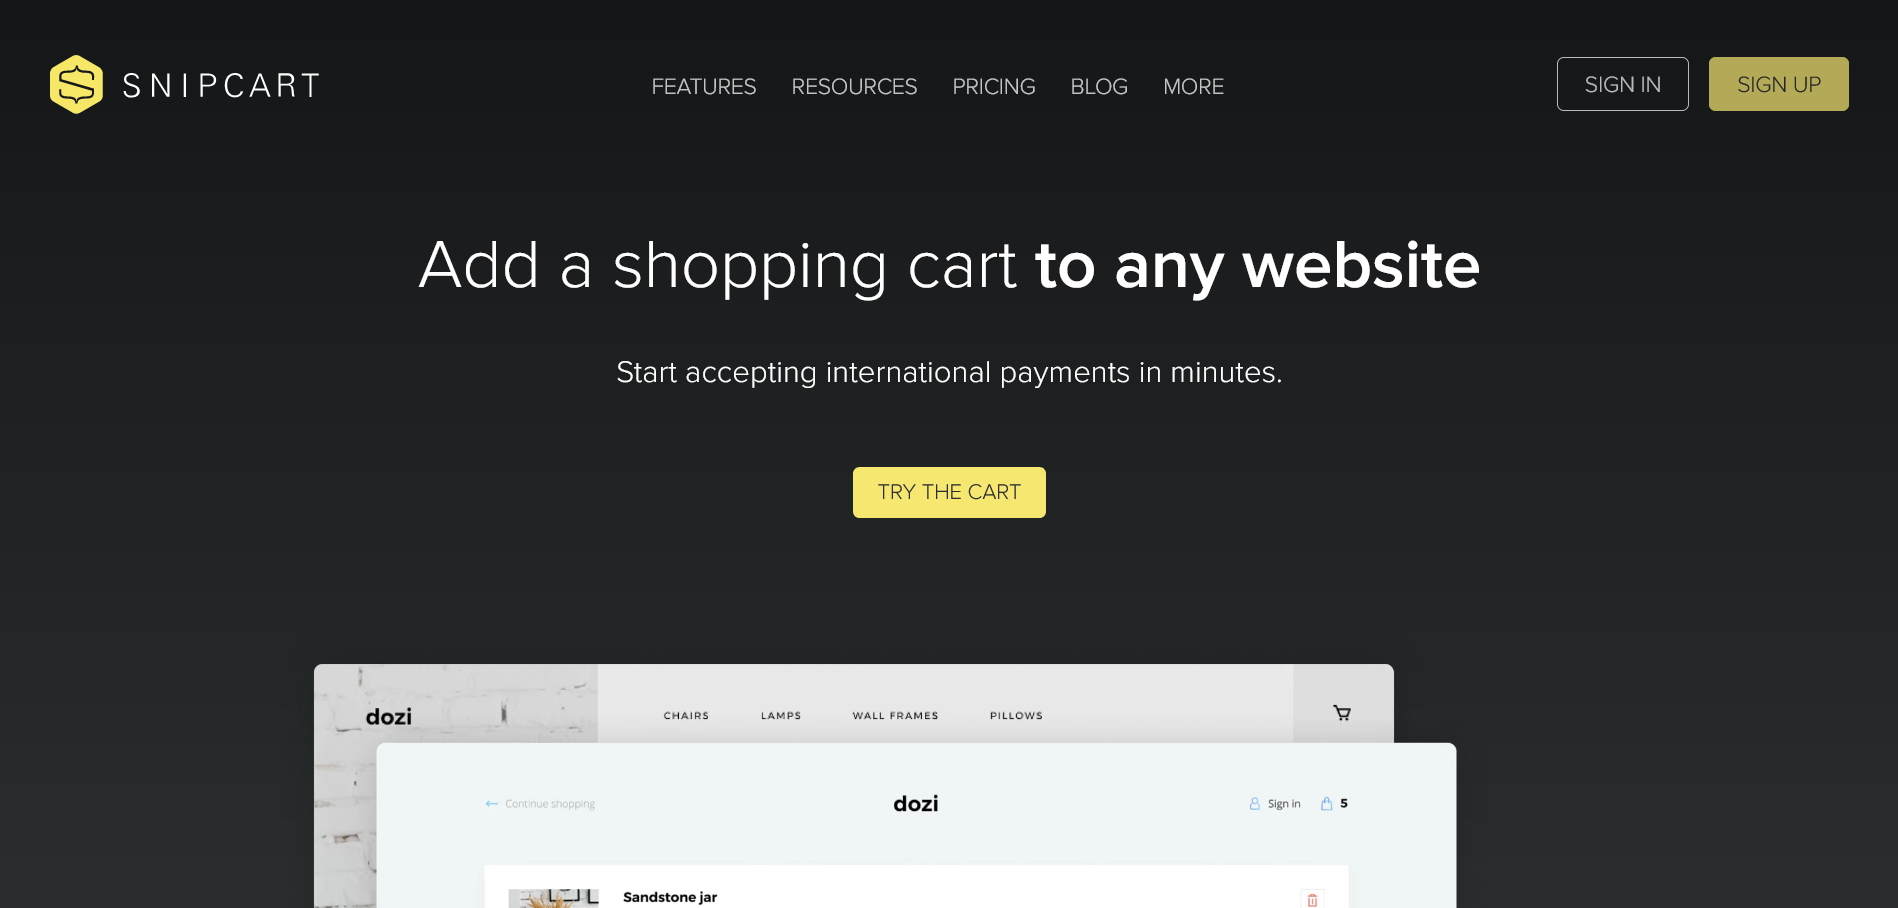 SNIPCART
FEATURES RESOURCES PRICING BLOG MORE
SIGN IN SIGN UP
Add a shopping cart to any website
Start accepting international payments in minutes.
TRY THE CART
dozi CHAIRS LAMPS WALL FRAMES PILLOWS
Continue shopping dozi Sign in 5
Sandstone jar